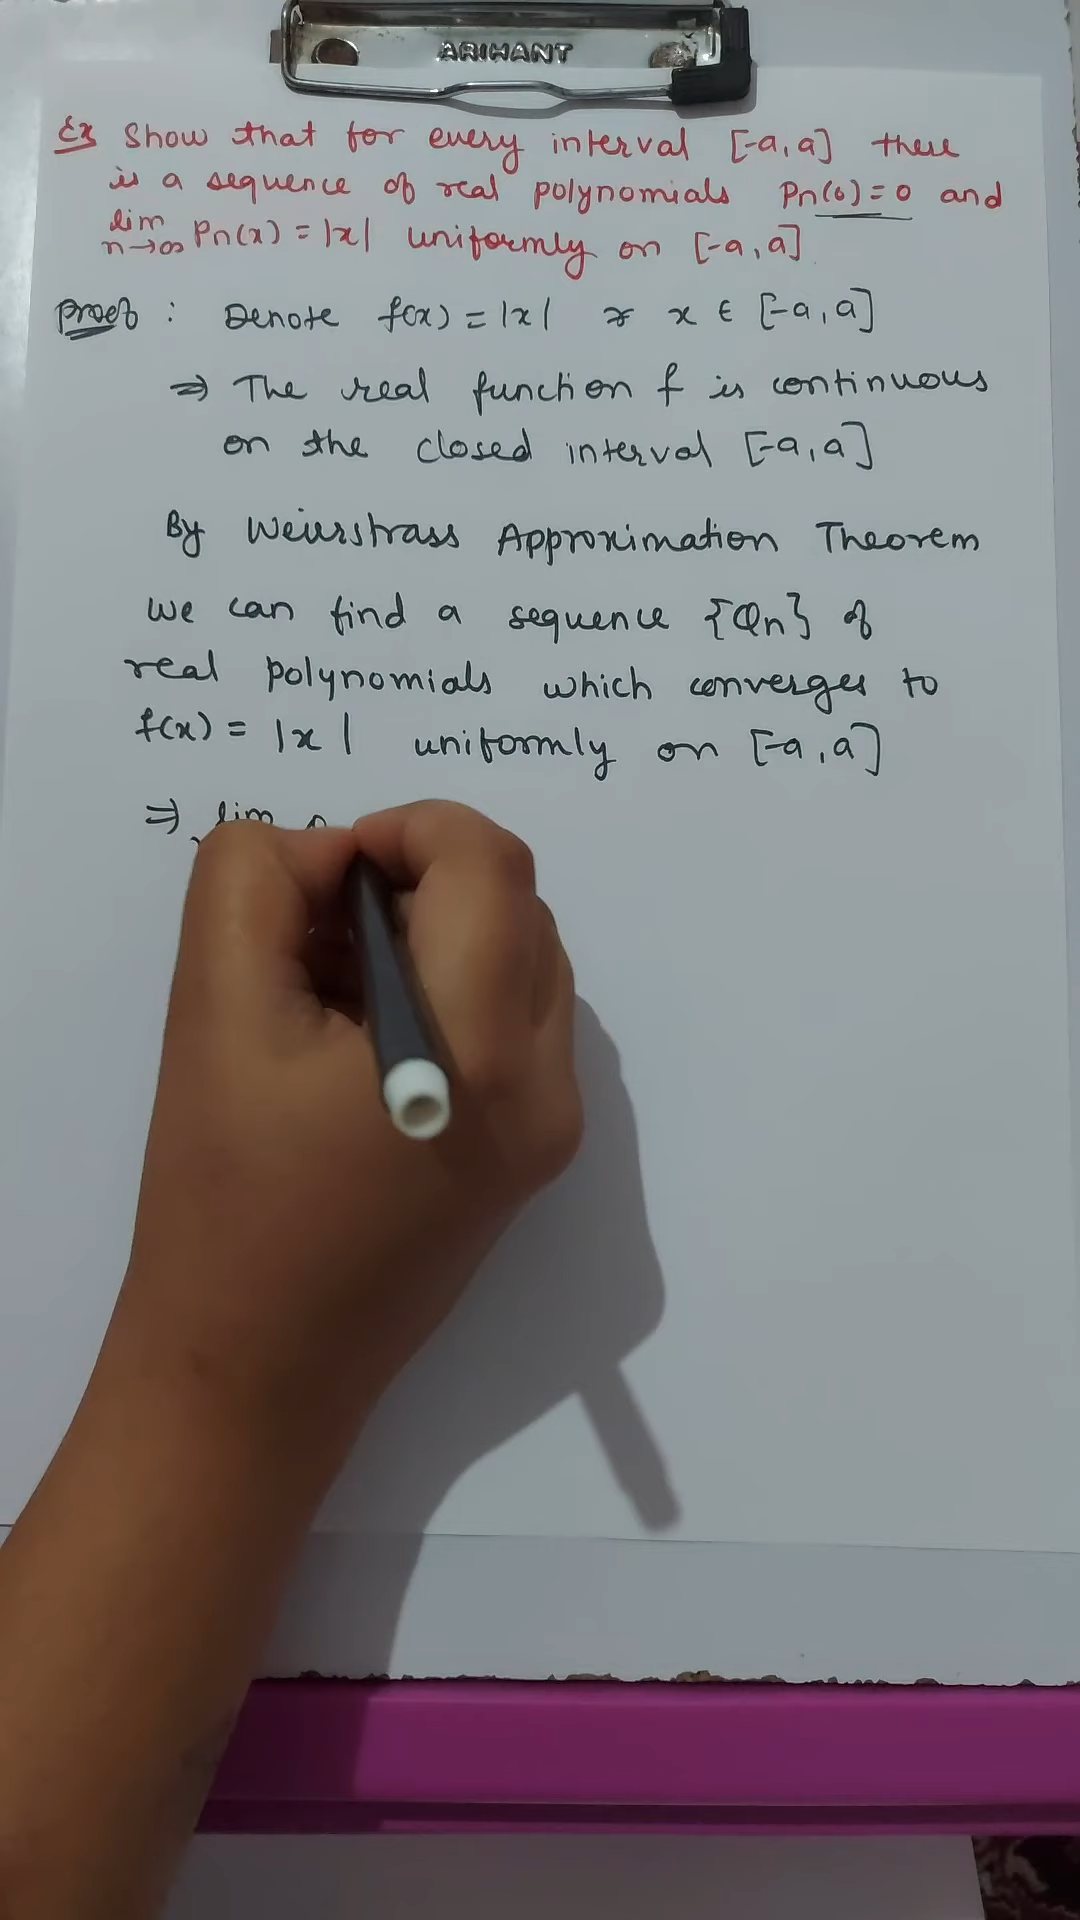 ARIHANT
Ex Show that for every interval [-a,a] there
is a sequence of real polynomials Pn(0)=0 and
lim n→∞ Pn(x)=|x| uniformly on [-a,a]
Proof : Denote f(x)=|x| ∀ x ∈ [-a,a]
⇒ The real function f is continuous
on the closed interval [-a,a]
By Weierstrass Approximation Theorem
we can find a sequence {Qn} of
real polynomials which converges to
f(x) = |x| uniformly on [-a,a]
⇒ lim